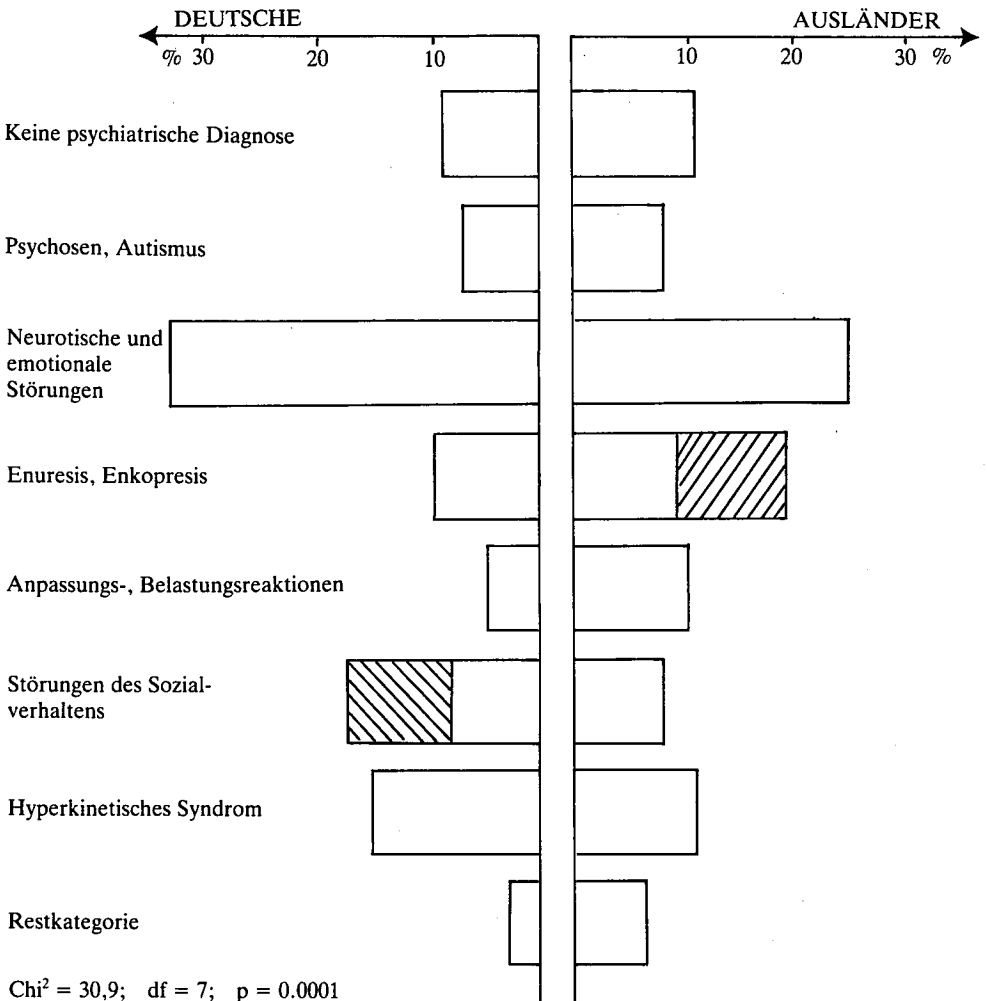 DEUTSCHE AUSLÄNDER
% 30 20 10 10 20 30 %
Keine psychiatrische Diagnose
Psychosen, Autismus
Neurotische und
emotionale
Störungen
Enuresis, Enkopresis
Anpassungs-, Belastungsreaktionen
Störungen des Sozial-
verhaltens
Hyperkinetisches Syndrom
Restkategorie
Chi² = 30,9; df = 7; p = 0.0001